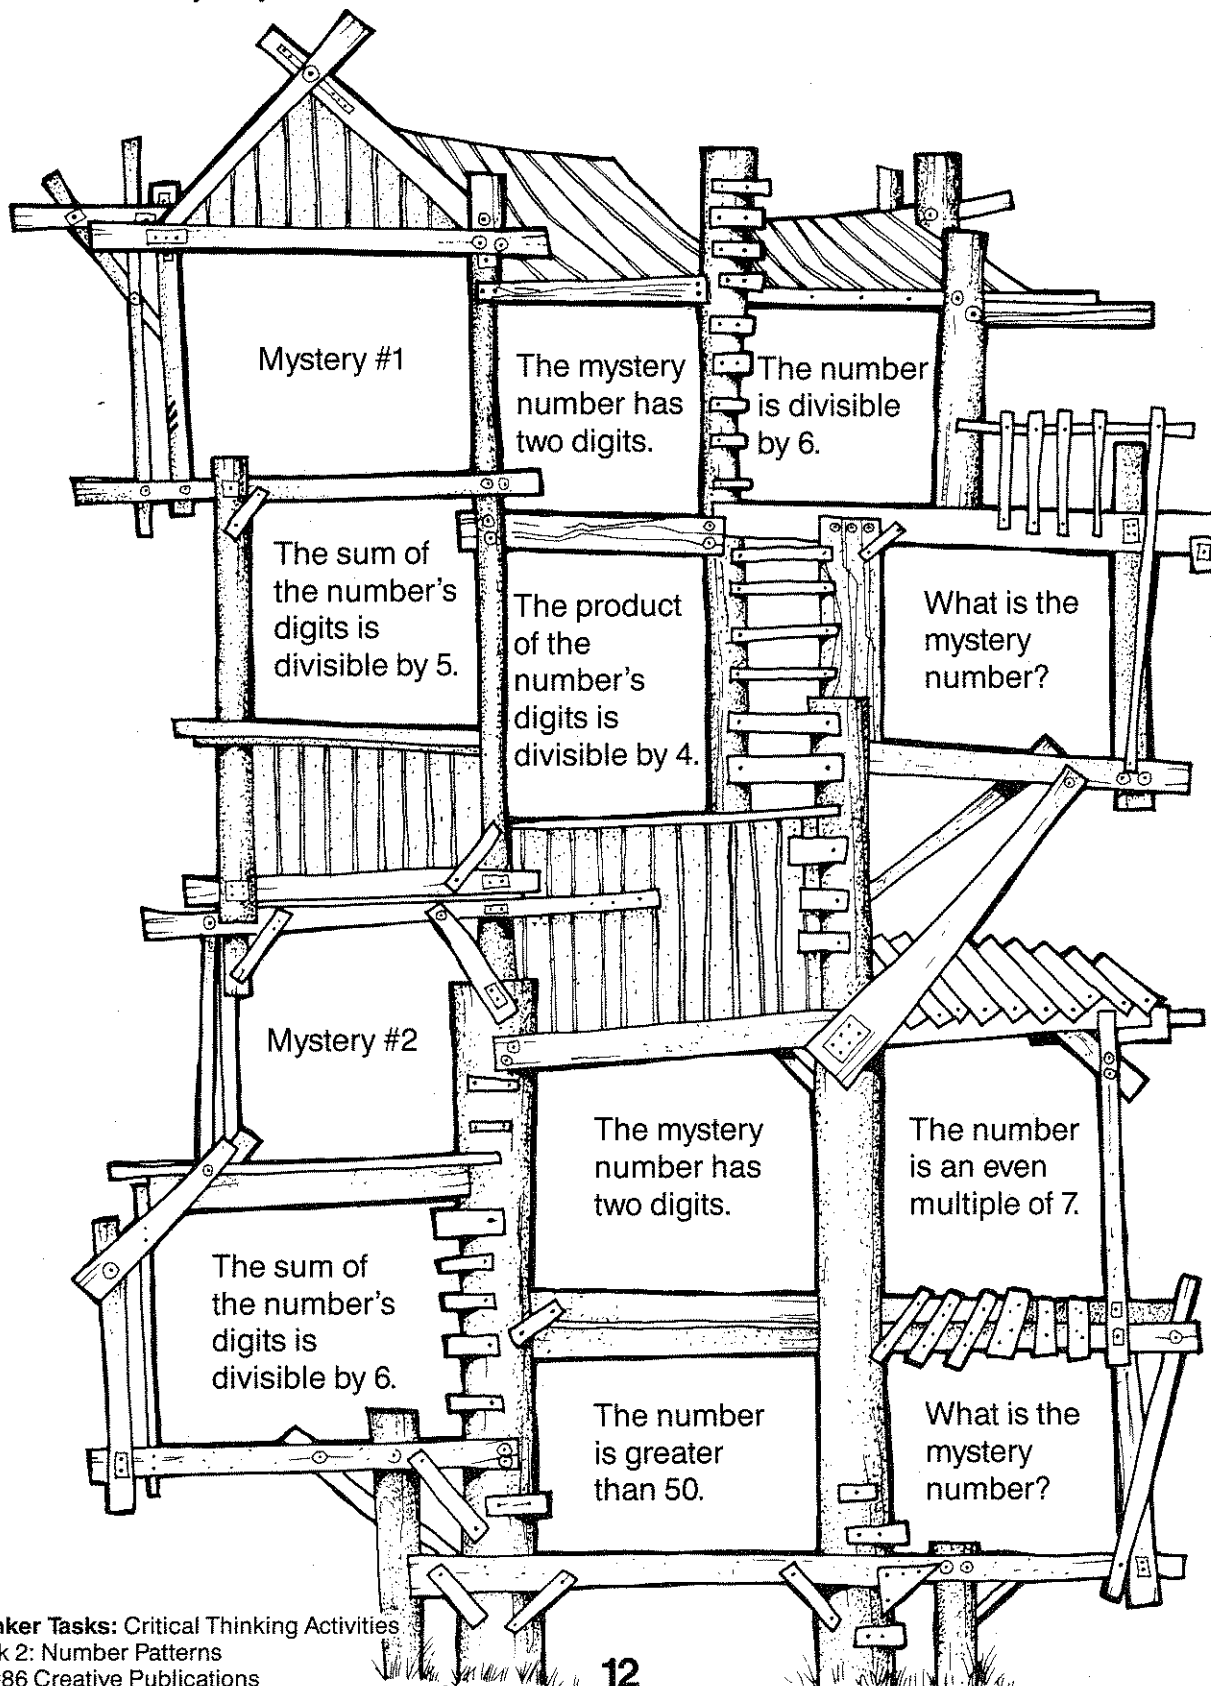 Mystery #1
The mystery
number has
two digits.
The number
is divisible
by 6.
The sum of
the number's
digits is
divisible by 5.
The product
of the
number's
digits is
divisible by 4.
What is the
mystery
number?
Mystery #2
The mystery
number has
two digits.
The number
is an even
multiple of 7.
The sum of
the number's
digits is
divisible by 6.
The number
is greater
than 50.
What is the
mystery
number?
nker Tasks: Critical Thinking Activities
k 2: Number Patterns
86 Creative Publications
12